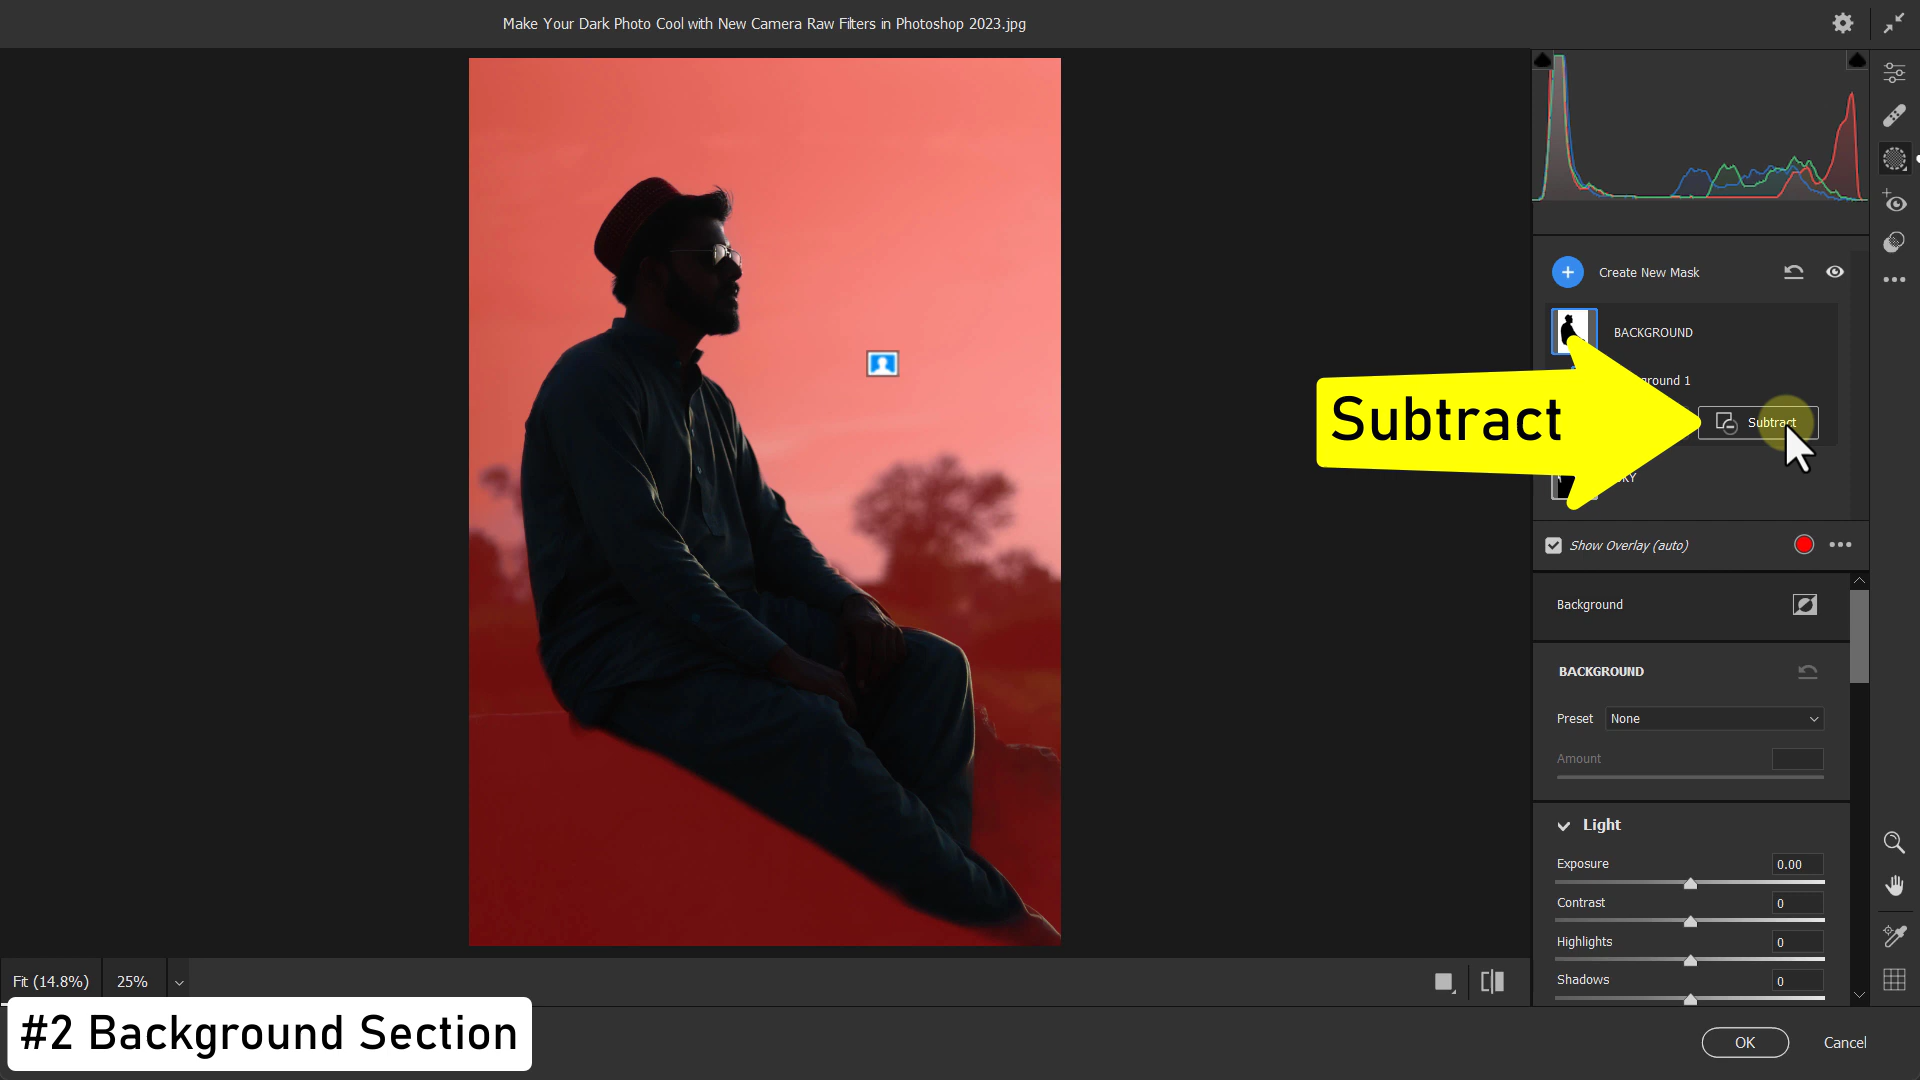 Make Your Dark Photo Cool with New Camera Raw Filters in Photoshop 2023.jpg
Create New Mask
BACKGROUND
ground 1
Subtract
Subtract
KY
Show Overlay (auto)
Background
BACKGROUND
Preset None
Amount
Light
Exposure 0.00
Contrast 0
Highlights 0
Shadows 0
Fit (14.8%) 25%
#2 Background Section
OK Cancel